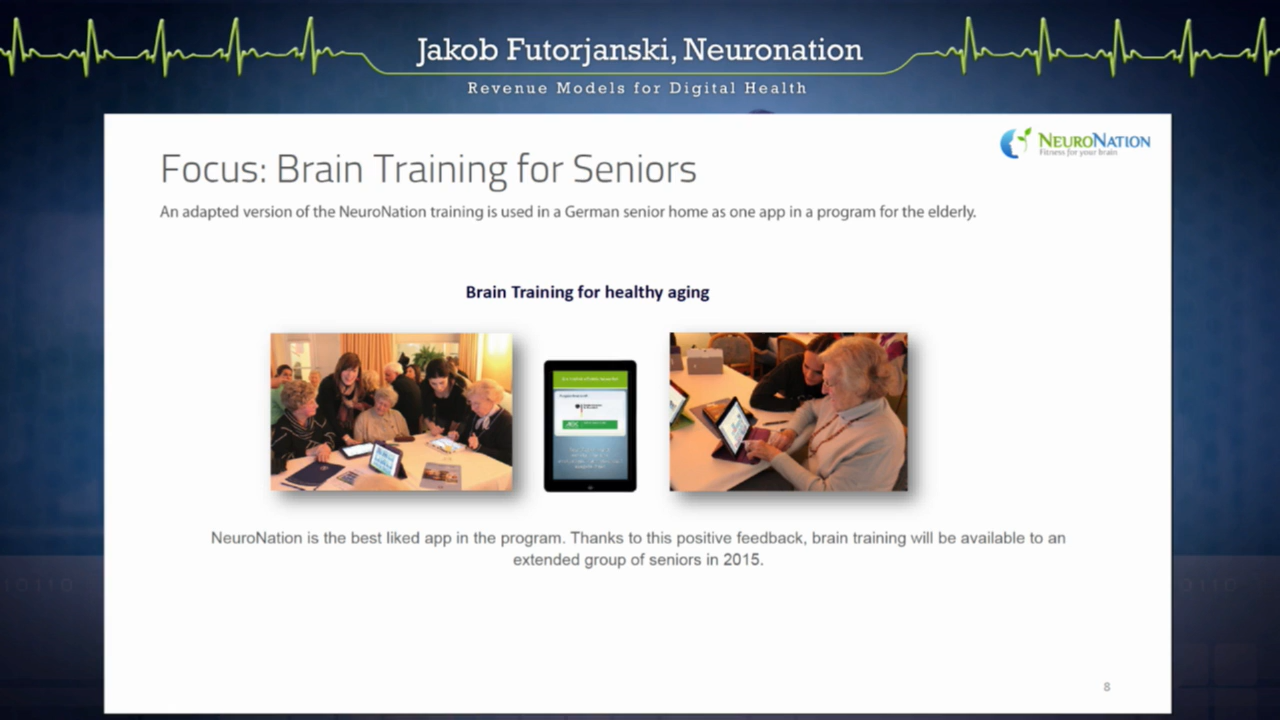 Jakob Futorjanski, Neuronation
Revenue Models for Digital Health
NEURONATION
Fitness for your brain
Focus: Brain Training for Seniors
An adapted version of the NeuroNation training is used in a German senior home as one app in a program for the elderly.
Brain Training for healthy aging
NeuroNation is the best liked app in the program. Thanks to this positive feedback, brain training will be available to an
extended group of seniors in 2015.
8